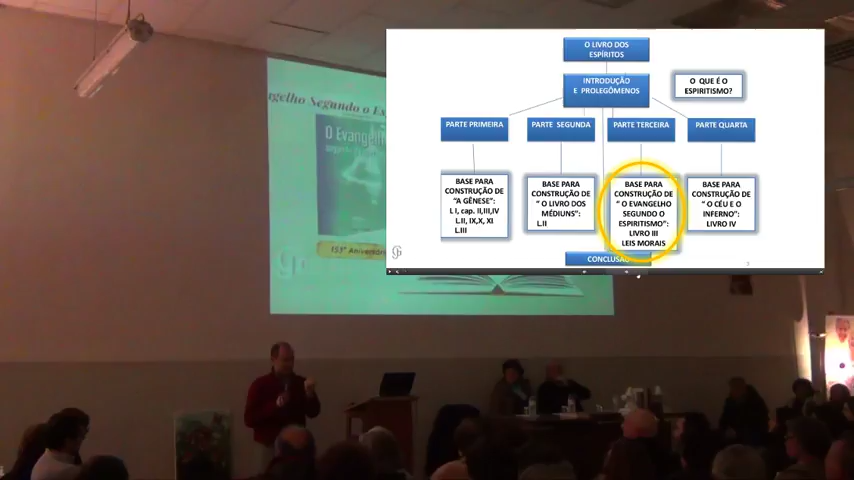 O LIVRO DOS
ESPÍRITOS
INTRODUÇÃO
E PROLEGÔMENOS
O QUE É O
ESPIRITISMO?
PARTE PRIMEIRA
PARTE SEGUNDA
PARTE TERCEIRA
PARTE QUARTA
BASE PARA
CONSTRUÇÃO DE
"A GÊNESE":
L I, cap. II,III,IV
L.II, IX,X, XI
L.III
BASE PARA
CONSTRUÇÃO DE
" O LIVRO DOS
MÉDIUNS":
L.II
BASE PARA
CONSTRUÇÃO DE
" O EVANGELHO
SEGUNDO O
ESPIRITISMO":
LIVRO III
LEIS MORAIS
BASE PARA
CONSTRUÇÃO DE
" O CÉU E O
INFERNO":
LIVRO IV
CONCLUSÃO
ngelho Segundo o Es
O Evangel